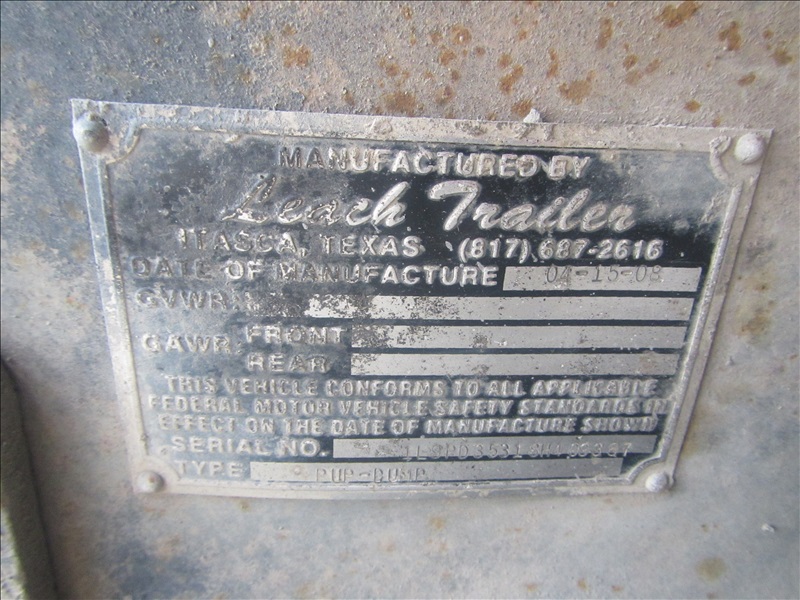 MANUFACTURED BY
Leach Trailer
ITASCA, TEXAS (817) 687-2616
DATE OF MANUFACTURE 04-15-08
GVWR
GAWR: FRONT
REAR
THIS VEHICLE CONFORMS TO ALL APPLICABLE
FEDERAL MOTOR VEHICLE SAFETY STANDARDS IN
EFFECT ON THE DATE OF MANUFACTURE SHOWN
SERIAL NO.
TYPE PUP-DUMP